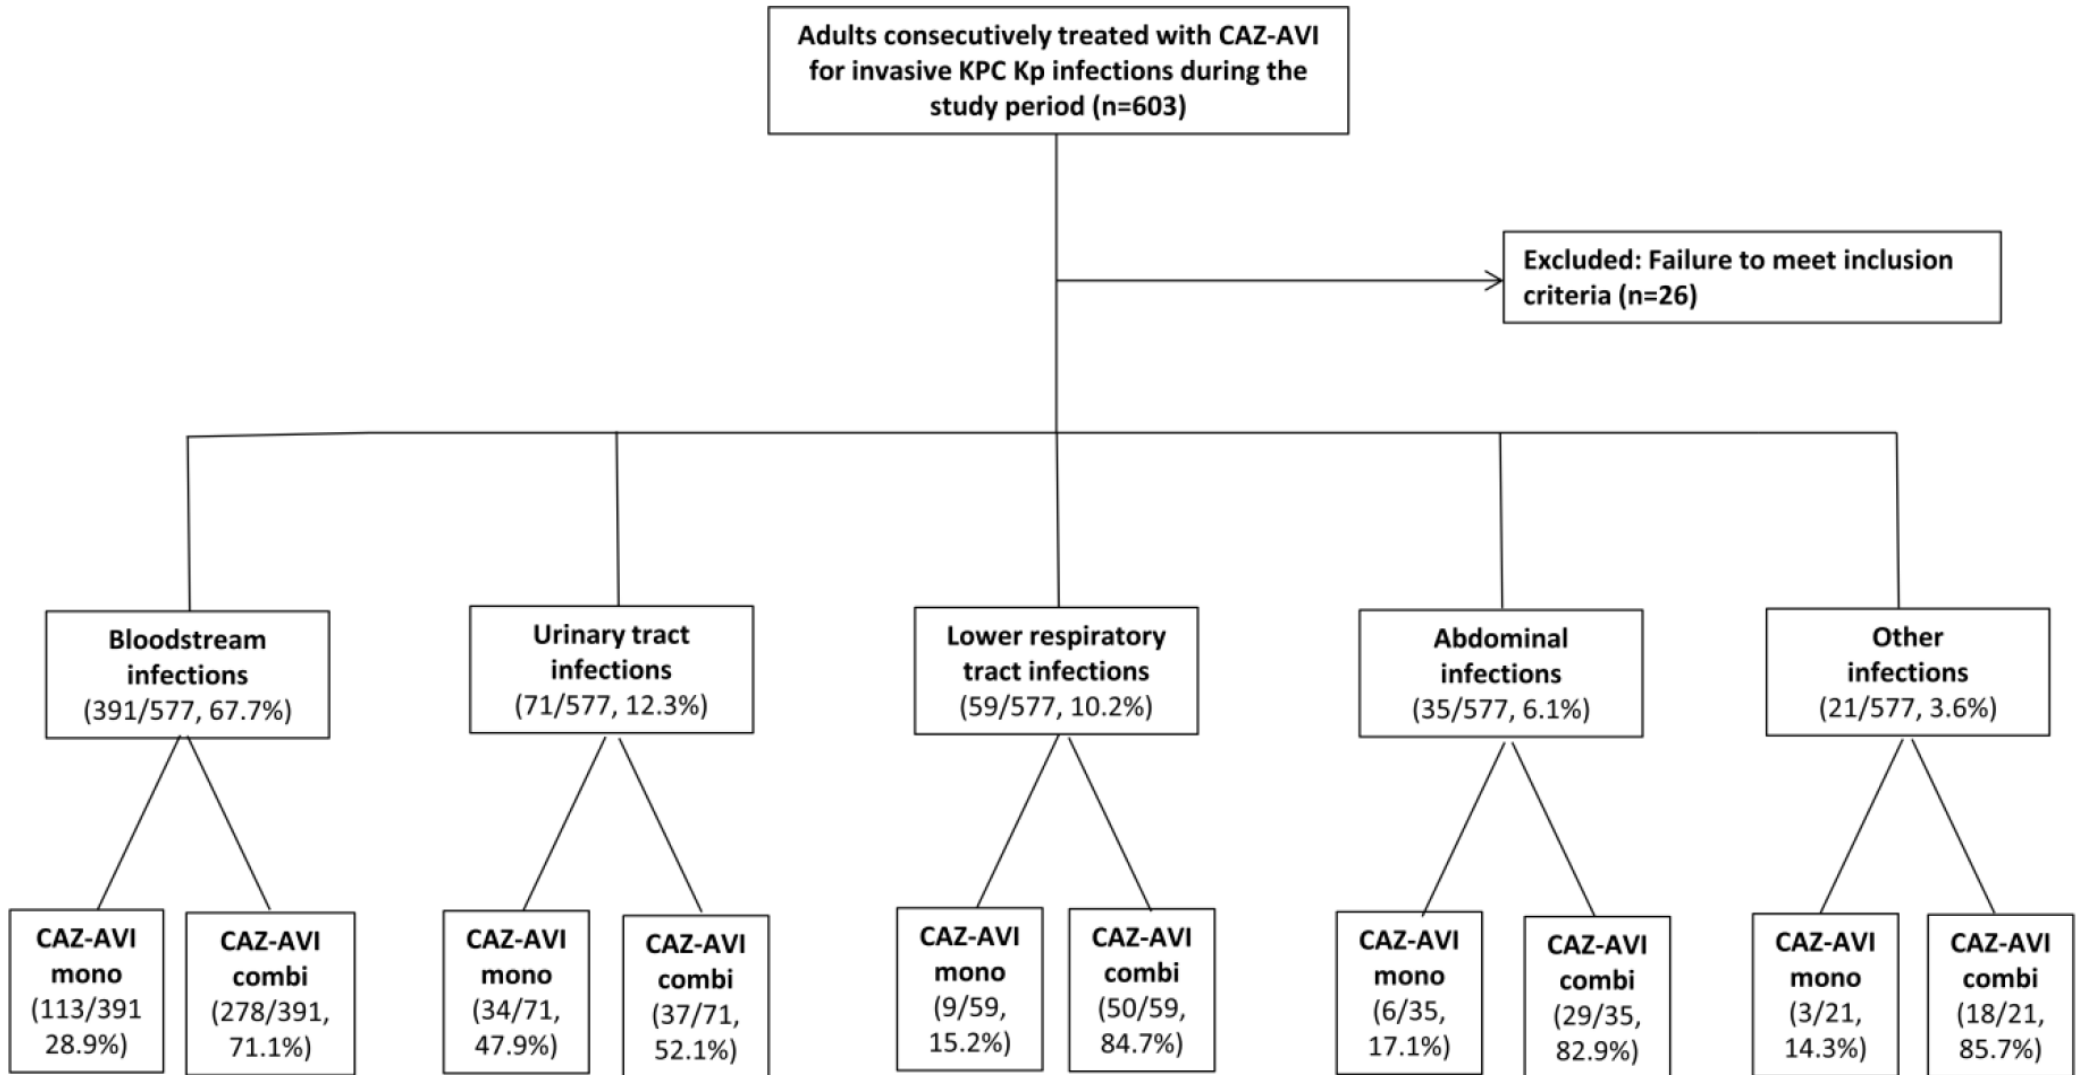 Adults consecutively treated with CAZ-AVI
for invasive KPC Kp infections during the
study period (n=603)
Excluded: Failure to meet inclusion
criteria (n=26)
Bloodstream
infections
(391/577, 67.7%)
Urinary tract
infections
(71/577, 12.3%)
Lower respiratory
tract infections
(59/577, 10.2%)
Abdominal
infections
(35/577, 6.1%)
Other
infections
(21/577, 3.6%)
CAZ-AVI
mono
(113/391
28.9%)
CAZ-AVI
combi
(278/391,
71.1%)
CAZ-AVI
mono
(34/71,
47.9%)
CAZ-AVI
combi
(37/71,
52.1%)
CAZ-AVI
mono
(9/59,
15.2%)
CAZ-AVI
combi
(50/59,
84.7%)
CAZ-AVI
mono
(6/35,
17.1%)
CAZ-AVI
combi
(29/35,
82.9%)
CAZ-AVI
mono
(3/21,
14.3%)
CAZ-AVI
combi
(18/21,
85.7%)